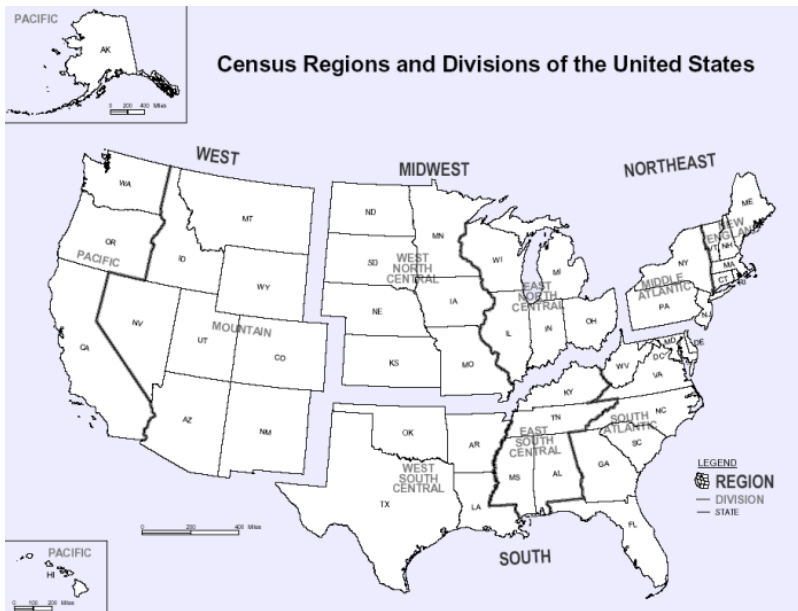 PACIFIC
AK
0 200 400 Miles
Census Regions and Divisions of the United States
WEST
MIDWEST
NORTHEAST
WA
MT
ND
MN
ME
OR
PACIFIC
ID
SD
WEST
NORTH
CENTRAL
WI
MI
NEW
ENGLAND
VT
NH
NY
MA
CT
RI
WY
NE
IA
EAST
NORTH
CENTRAL
MIDDLE
ATLANTIC
PA
NJ
NV
UT
MOUNTAIN
CO
CA
KS
MO
IL
IN
OH
MD
DE
DC
WV
VA
KY
AZ
NM
OK
AR
TN
NC
SOUTH
ATLANTIC
SC
EAST
SOUTH
CENTRAL
MS
AL
GA
TX
WEST
SOUTH
CENTRAL
LA
FL
LEGEND
REGION
DIVISION
STATE
0 200 400 Miles
SOUTH
PACIFIC
HI
0 100 200 Miles